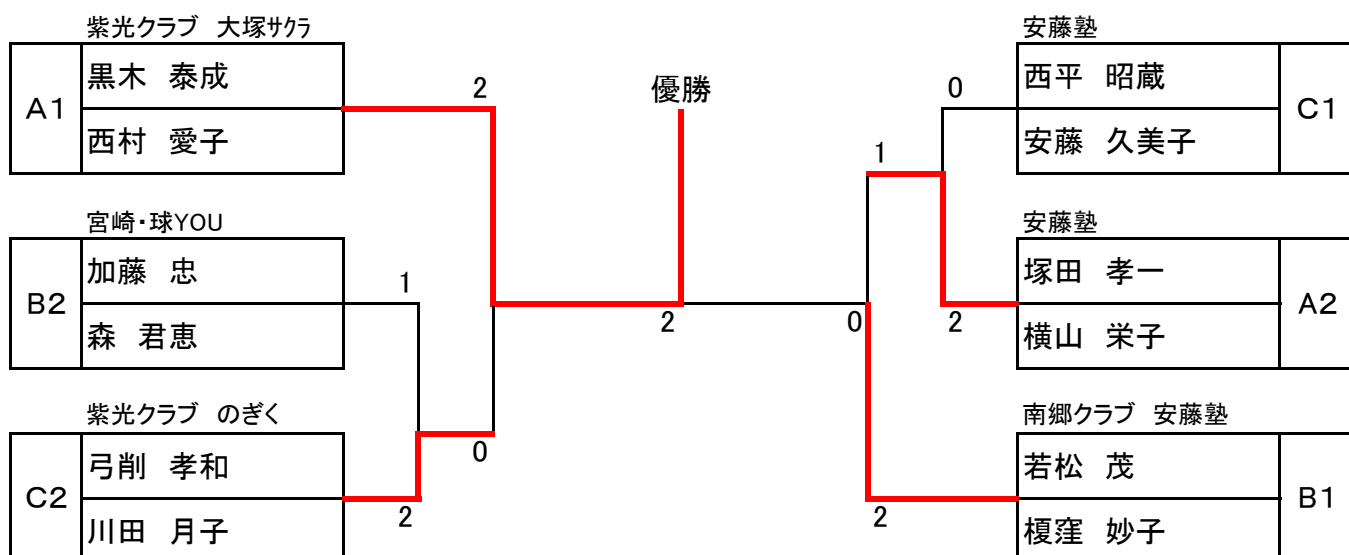 紫光クラブ 大塚サクラ
A1
黒木 泰成
西村 愛子
宮崎・球YOU
B2
加藤 忠
森 君恵
紫光クラブ のぎく
C2
弓削 孝和
川田 月子
2
1
2
0
優勝
2
0
1
0
2
2
安藤塾
西平 昭蔵
安藤 久美子
C1
安藤塾
塚田 孝一
横山 栄子
A2
南郷クラブ 安藤塾
若松 茂
榎窪 妙子
B1